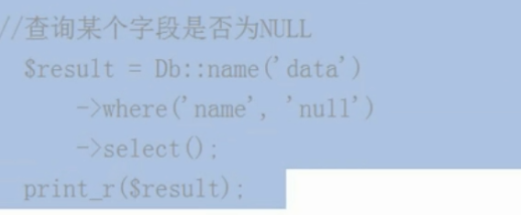 //查询某个字段是否为NULL
$result = Db::name('data')
->where('name', 'null')
->select();
print_r($result);